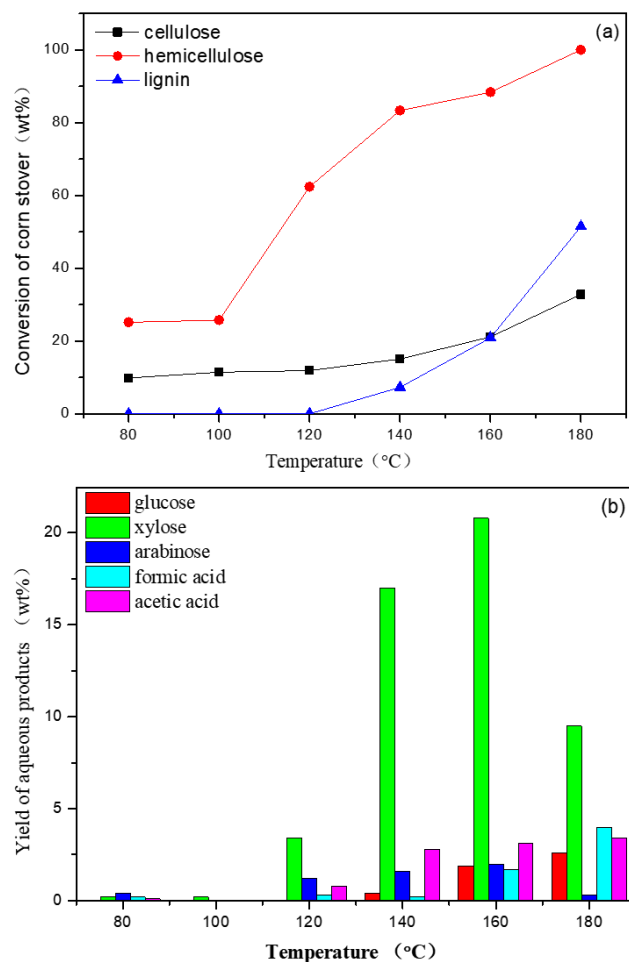 (a)
cellulose
hemicellulose
lignin
Conversion of corn stover (wt%)
100
80
60
40
20
0
80 100 120 140 160 180
Temperature (°C)
(b)
glucose
xylose
arabinose
formic acid
acetic acid
Yield of aqueous products (wt%)
20
15
10
5
0
80 100 120 140 160 180
Temperature (°C)